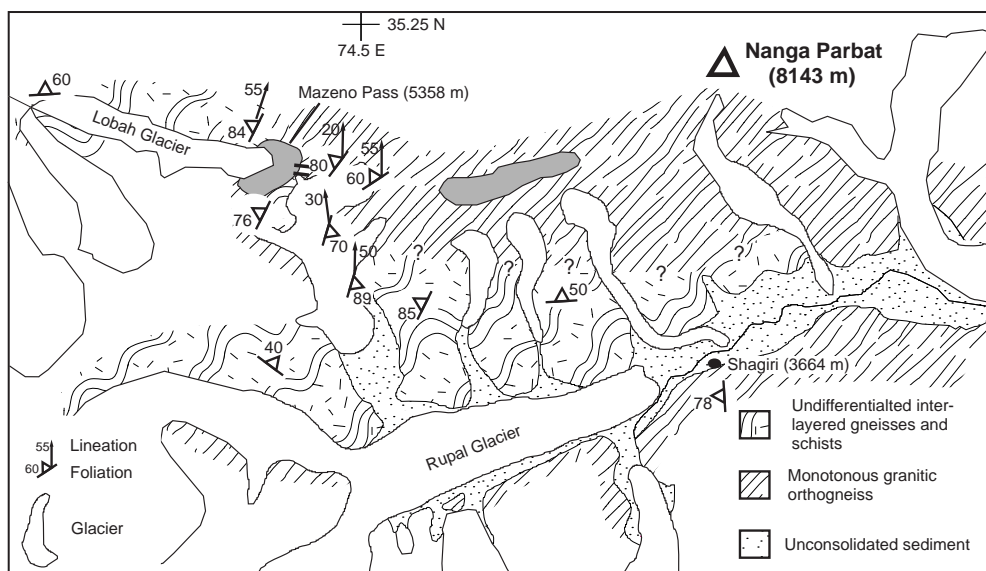 35.25 N
74.5 E
Nanga Parbat
(8143 m)
60
55
Mazeno Pass (5358 m)
Lobah Glacier
84
20
80
55
60
76
30
70
50
89
?
?
?
?
?
85
50
40
Shagiri (3664 m)
78
Rupal Glacier
Undifferentialted inter-
layered gneisses and
schists
55
Lineation
60
Foliation
Monotonous granitic
orthogneiss
Glacier
Unconsolidated sediment